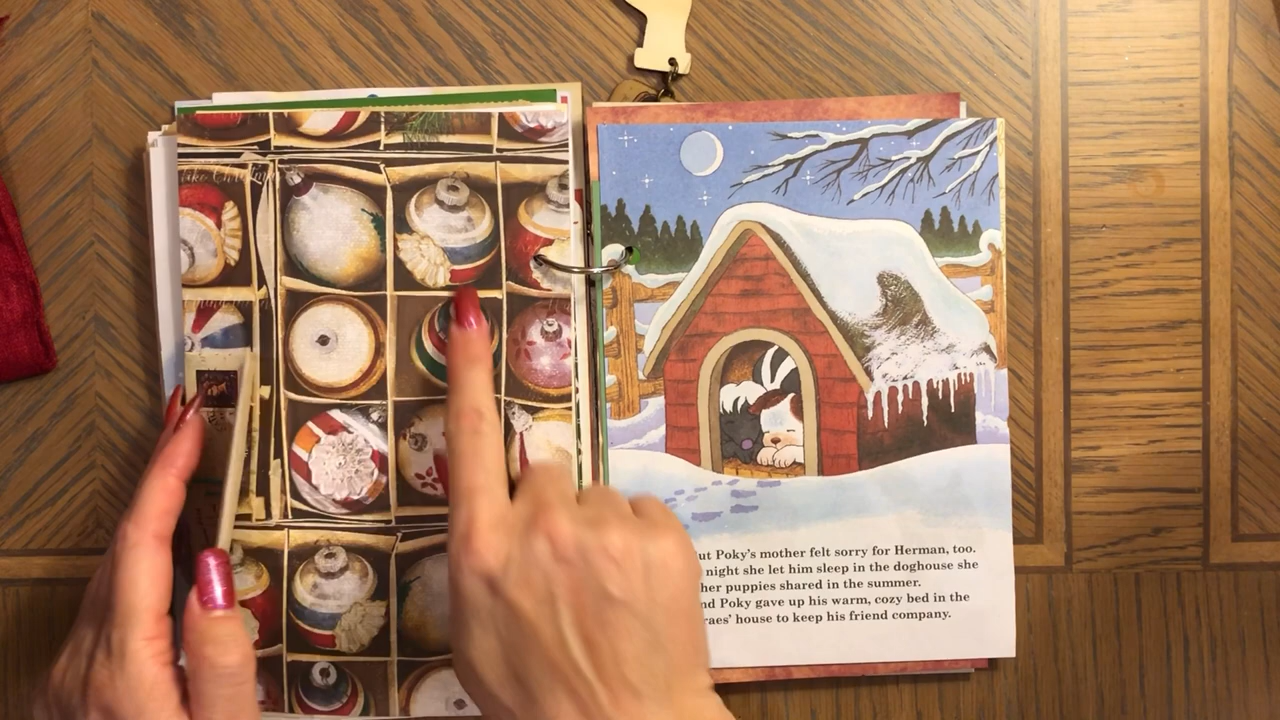 like Christmas
ut Poky's mother felt sorry for Herman, too.
night she let him sleep in the doghouse she
her puppies shared in the summer.
nd Poky gave up his warm, cozy bed in the
raes' house to keep his friend company.